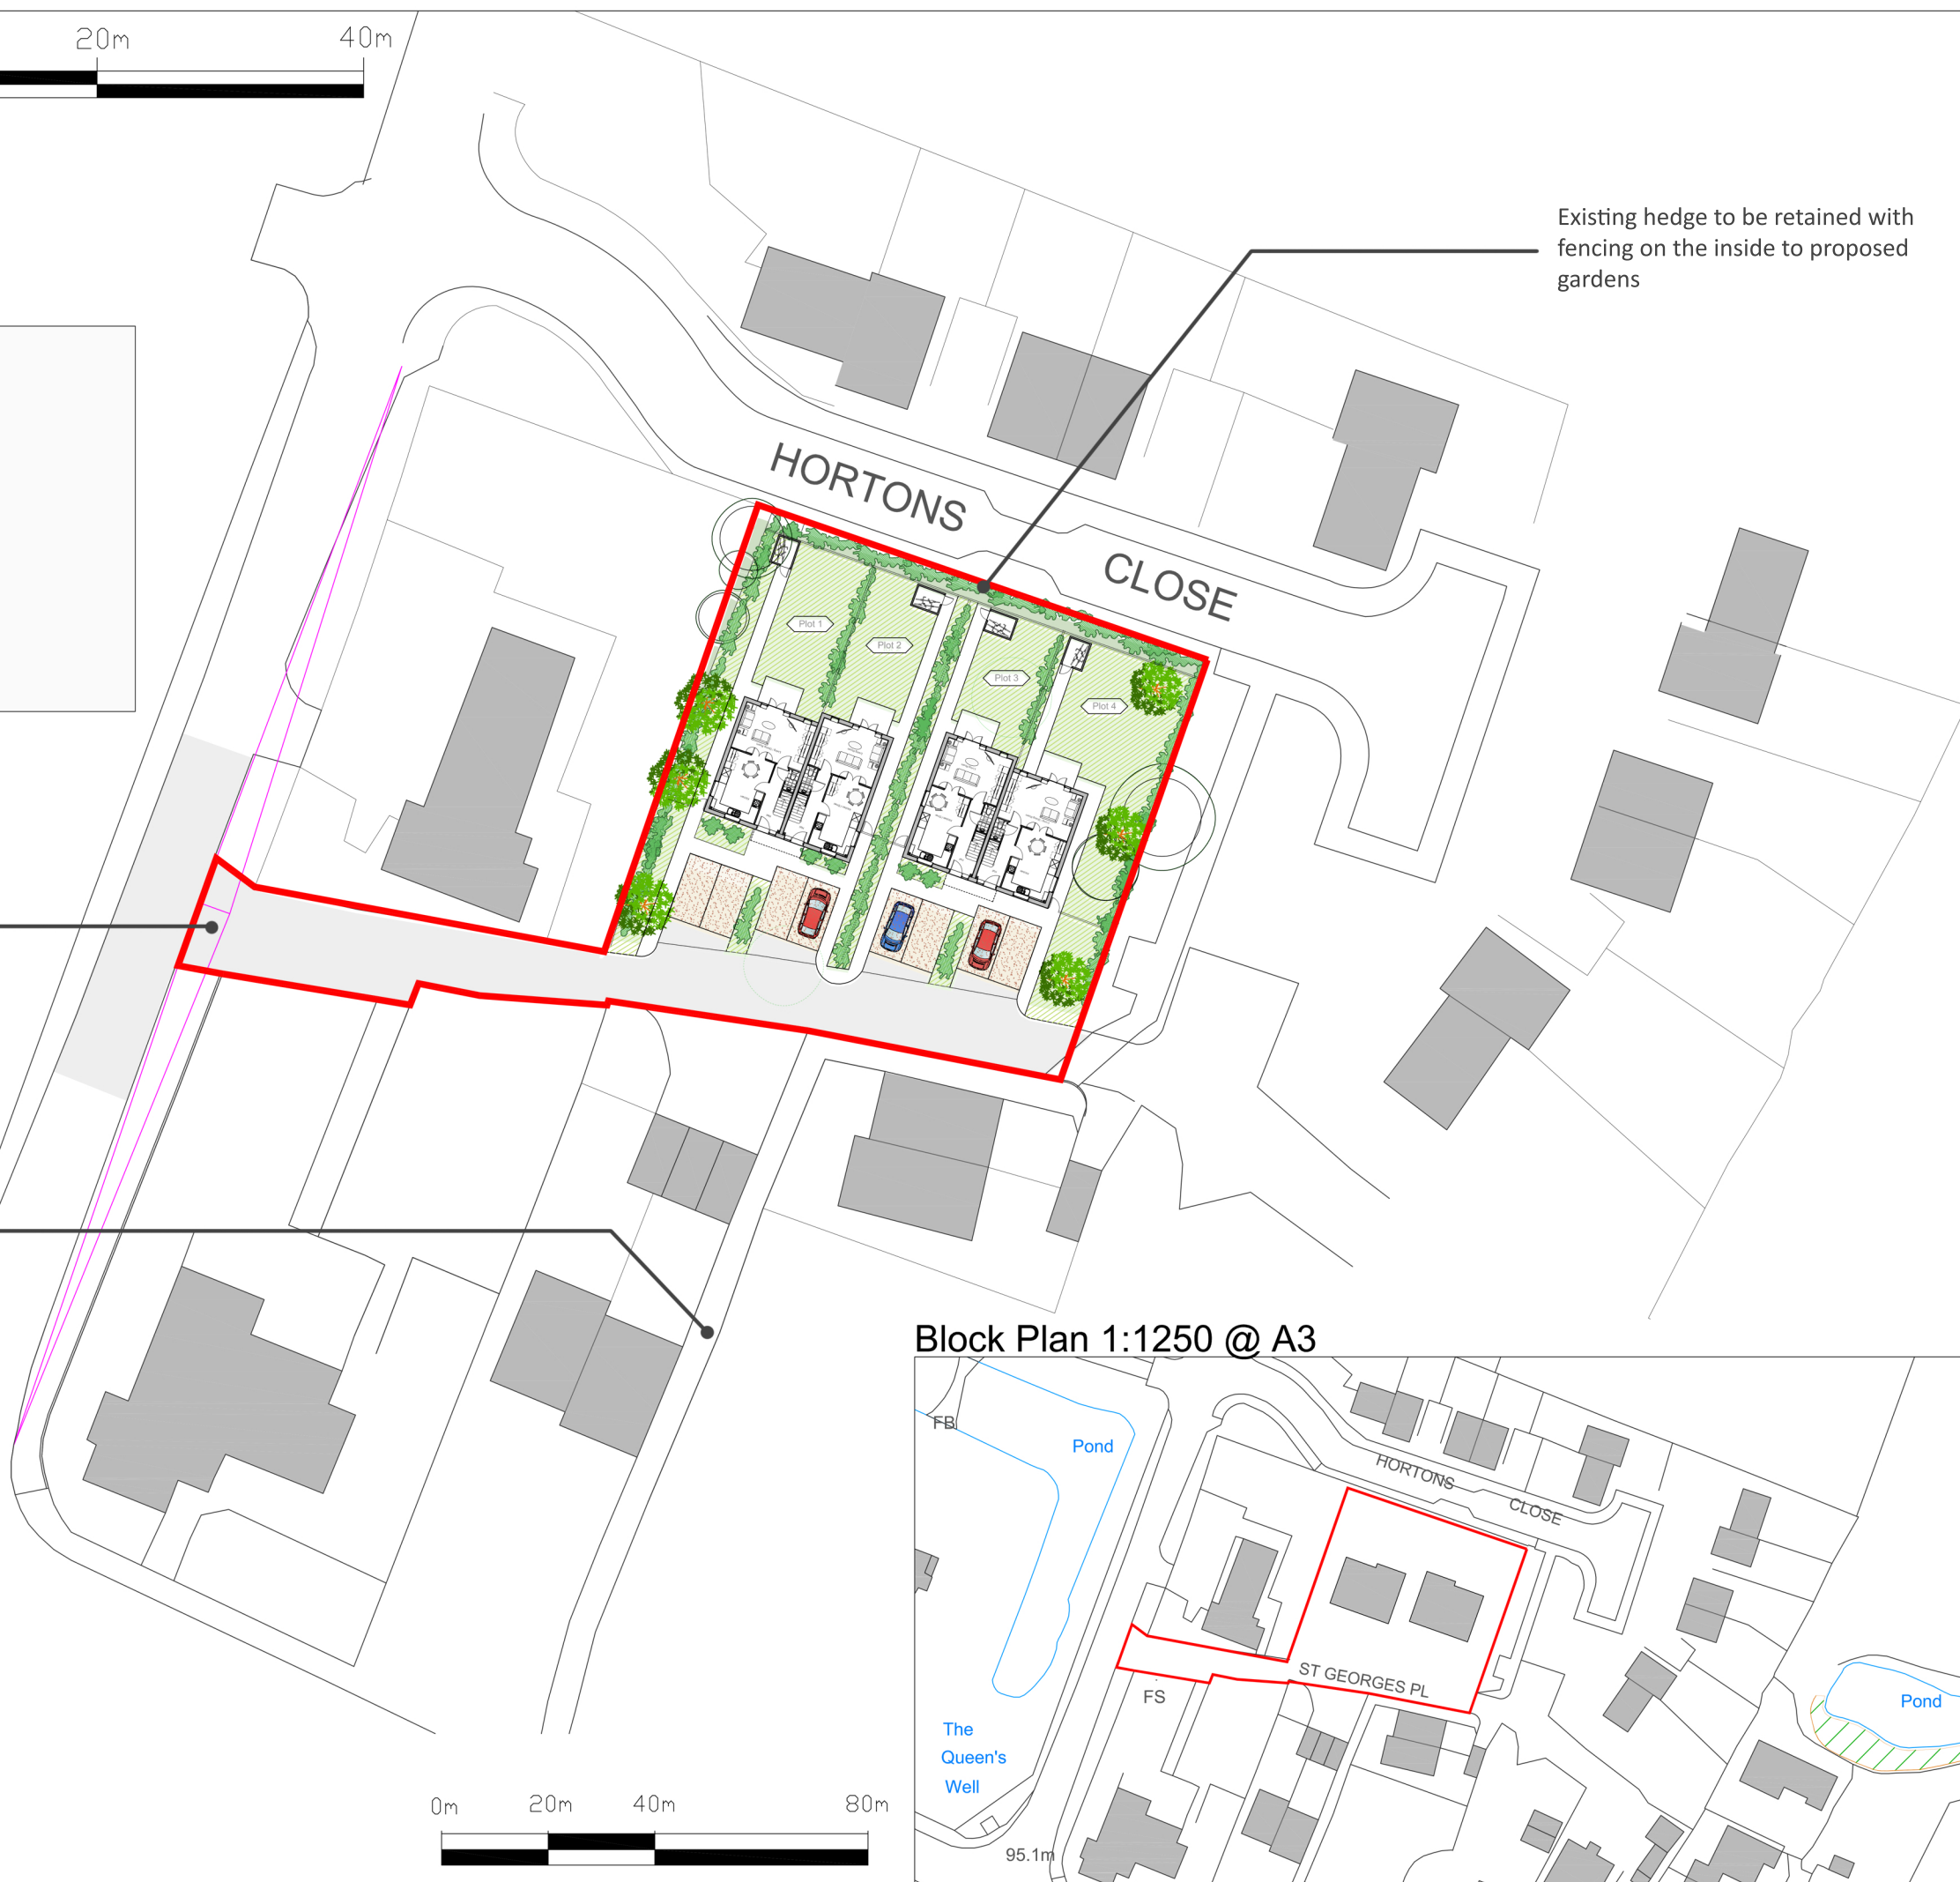 20m
40m
Existing hedge to be retained with
fencing on the inside to proposed
gardens
HORTONS
CLOSE
Plot 1
Plot 2
Plot 3
Plot 4
Block Plan 1:1250 @ A3
FB
Pond
HORTONS
CLOSE
ST GEORGES PL
FS
Pond
The
Queen's
Well
95.1m
0m
20m
40m
80m